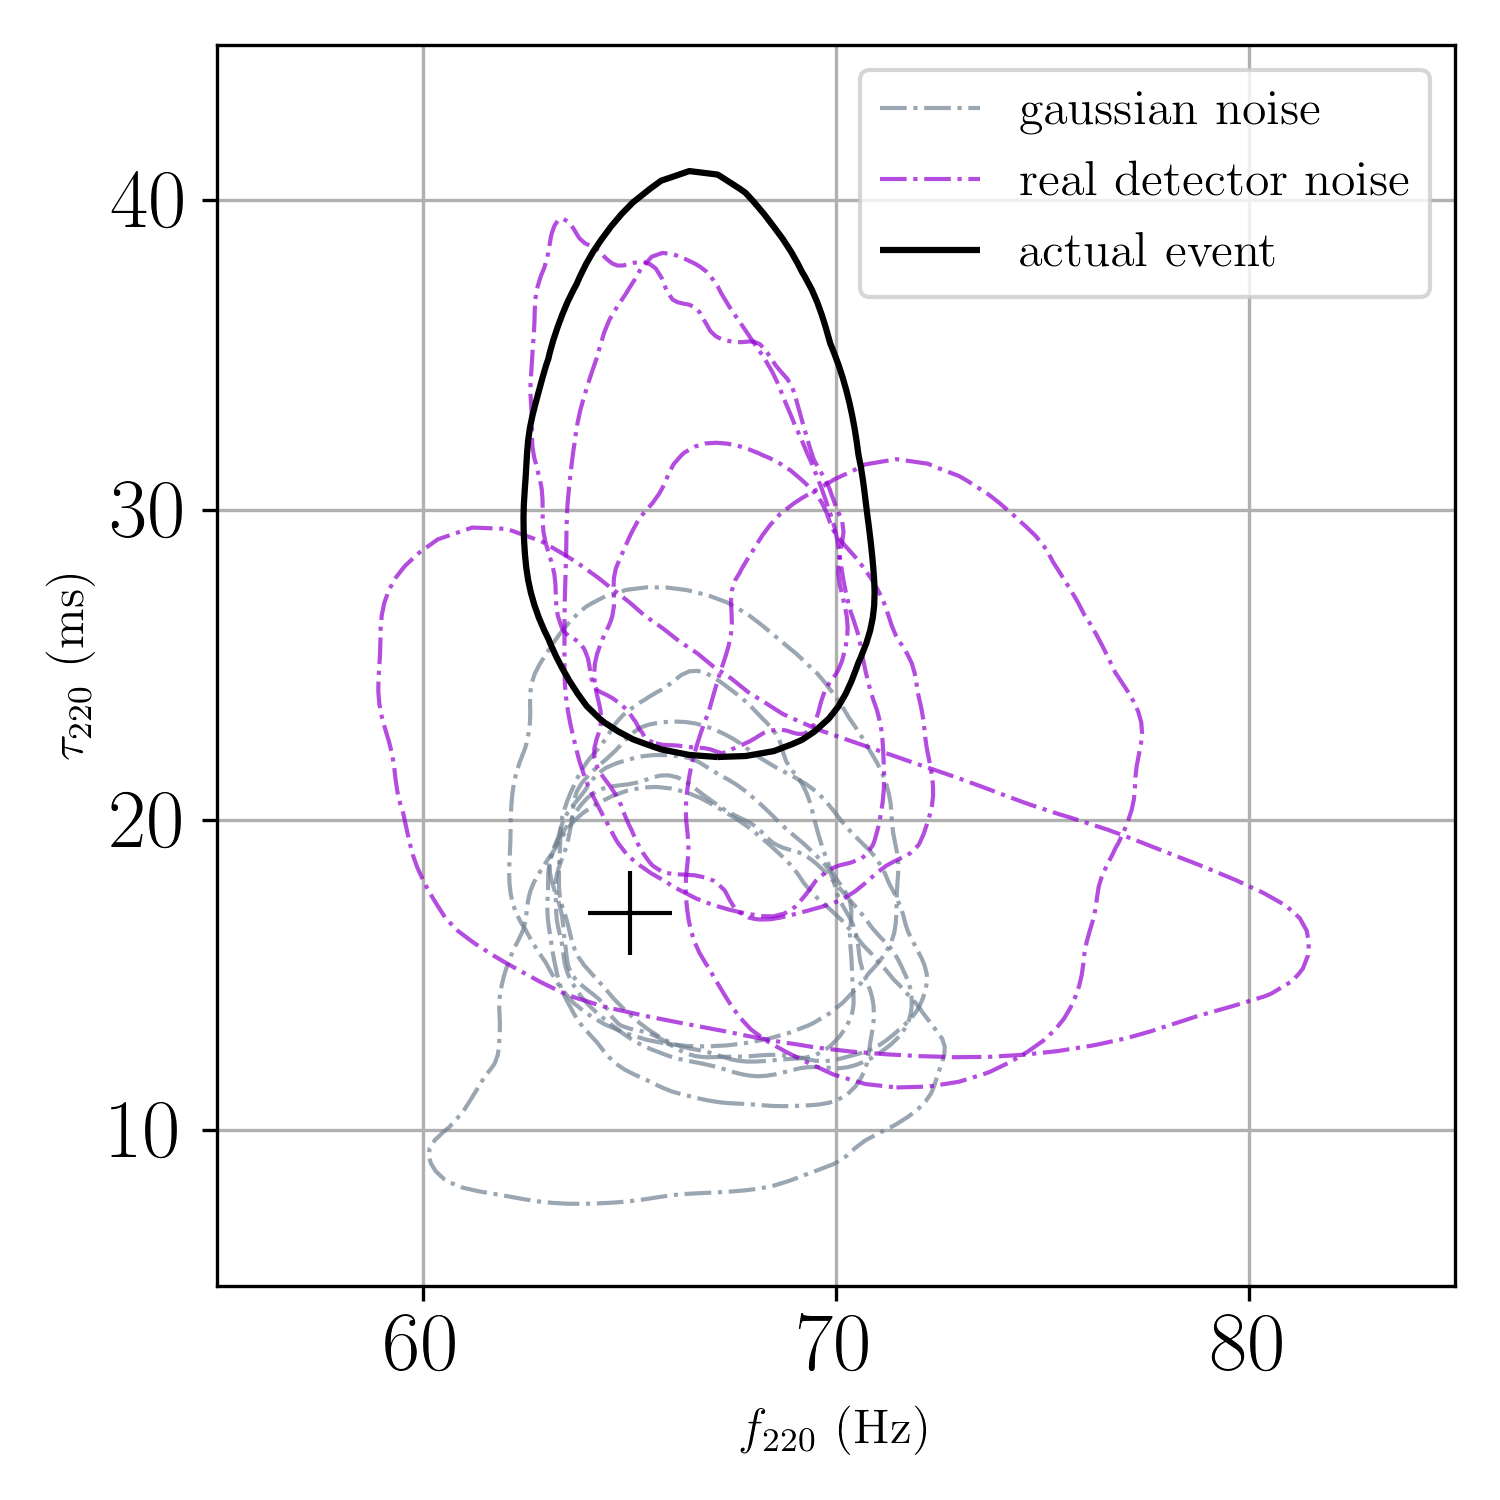 gaussian noise
real detector noise
actual event
40
30
20
10
τ220 (ms)
60 70 80
f220 (Hz)